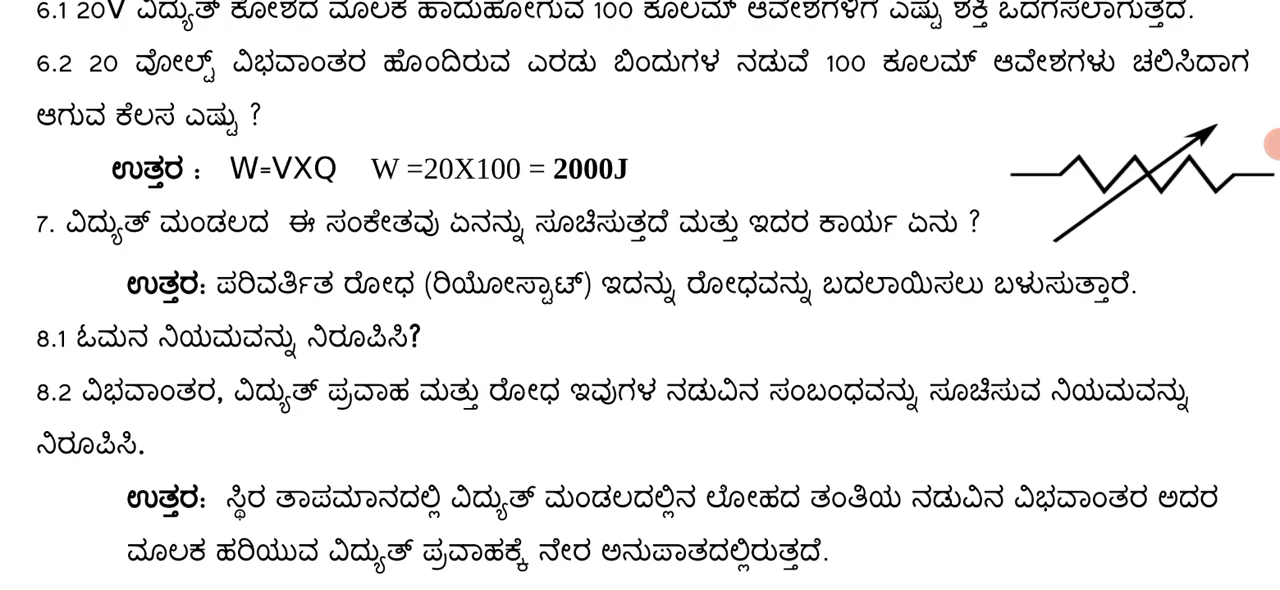 6.1 20V ವಿದ್ಯುತ್ ಕೋಶದ ಮೂಲಕ ಹಾದುಹೋಗುವ 100 ಕೂಲಮ್ ಆವೇಶಗಳಿಗೆ ಎಷ್ಟು ಶಕ್ತಿ ಒದಗಿಸಲಾಗುತ್ತದೆ.
6.2 20 ವೋಲ್ಟ್ ವಿಭವಾಂತರ ಹೊಂದಿರುವ ಎರಡು ಬಿಂದುಗಳ ನಡುವೆ 100 ಕೂಲಮ್ ಆವೇಶಗಳು ಚಲಿಸಿದಾಗ
ಆಗುವ ಕೆಲಸ ಎಷ್ಟು ?
ಉತ್ತರ : W=VXQ W =20X100 = 2000J
7. ವಿದ್ಯುತ್ ಮಂಡಲದ ಈ ಸಂಕೇತವು ಏನನ್ನು ಸೂಚಿಸುತ್ತದೆ ಮತ್ತು ಇದರ ಕಾರ್ಯ ಏನು ?
ಉತ್ತರ: ಪರಿವರ್ತಿತ ರೋಧ (ರಿಯೋಸ್ಟಾಟ್) ಇದನ್ನು ರೋಧವನ್ನು ಬದಲಾಯಿಸಲು ಬಳುಸುತ್ತಾರೆ.
8.1 ಓಮನ ನಿಯಮವನ್ನು ನಿರೂಪಿಸಿ?
8.2 ವಿಭವಾಂತರ, ವಿದ್ಯುತ್ ಪ್ರವಾಹ ಮತ್ತು ರೋಧ ಇವುಗಳ ನಡುವಿನ ಸಂಬಂಧವನ್ನು ಸೂಚಿಸುವ ನಿಯಮವನ್ನು
ನಿರೂಪಿಸಿ.
ಉತ್ತರ: ಸ್ಥಿರ ತಾಪಮಾನದಲ್ಲಿ ವಿದ್ಯುತ್ ಮಂಡಲದಲ್ಲಿನ ಲೋಹದ ತಂತಿಯ ನಡುವಿನ ವಿಭವಾಂತರ ಅದರ
ಮೂಲಕ ಹರಿಯುವ ವಿದ್ಯುತ್ ಪ್ರವಾಹಕ್ಕೆ ನೇರ ಅನುಪಾತದಲ್ಲಿರುತ್ತದೆ.